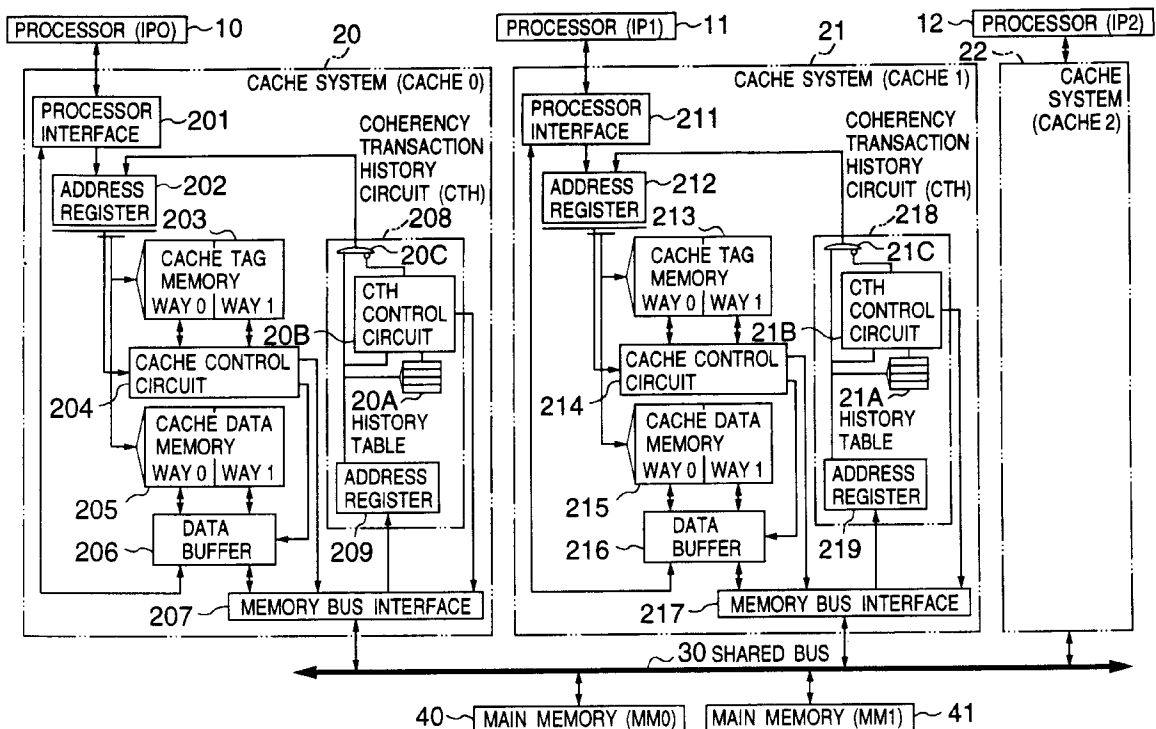 PROCESSOR (IP0) 10
PROCESSOR (IP1) 11
12 PROCESSOR (IP2)
20
CACHE SYSTEM (CACHE 0)
PROCESSOR
INTERFACE
201
COHERENCY
TRANSACTION
HISTORY
CIRCUIT (CTH)
ADDRESS
REGISTER
202
203
CACHE TAG
MEMORY
WAY 0 WAY 1
208
20C
CTH
CONTROL
CIRCUIT
20B
CACHE CONTROL
CIRCUIT
204
20A
HISTORY
TABLE
CACHE DATA
MEMORY
WAY 0 WAY 1
205
ADDRESS
REGISTER
209
DATA
BUFFER
206
207
MEMORY BUS INTERFACE
21
CACHE SYSTEM (CACHE 1)
PROCESSOR
INTERFACE
211
COHERENCY
TRANSACTION
HISTORY
CIRCUIT (CTH)
ADDRESS
REGISTER
212
213
CACHE TAG
MEMORY
WAY 0 WAY 1
218
21C
CTH
CONTROL
CIRCUIT
21B
CACHE CONTROL
CIRCUIT
214
21A
HISTORY
TABLE
CACHE DATA
MEMORY
WAY 0 WAY 1
215
ADDRESS
REGISTER
219
DATA
BUFFER
216
217
MEMORY BUS INTERFACE
22
CACHE
SYSTEM
(CACHE 2)
30 SHARED BUS
40 MAIN MEMORY (MM0)
MAIN MEMORY (MM1) 41